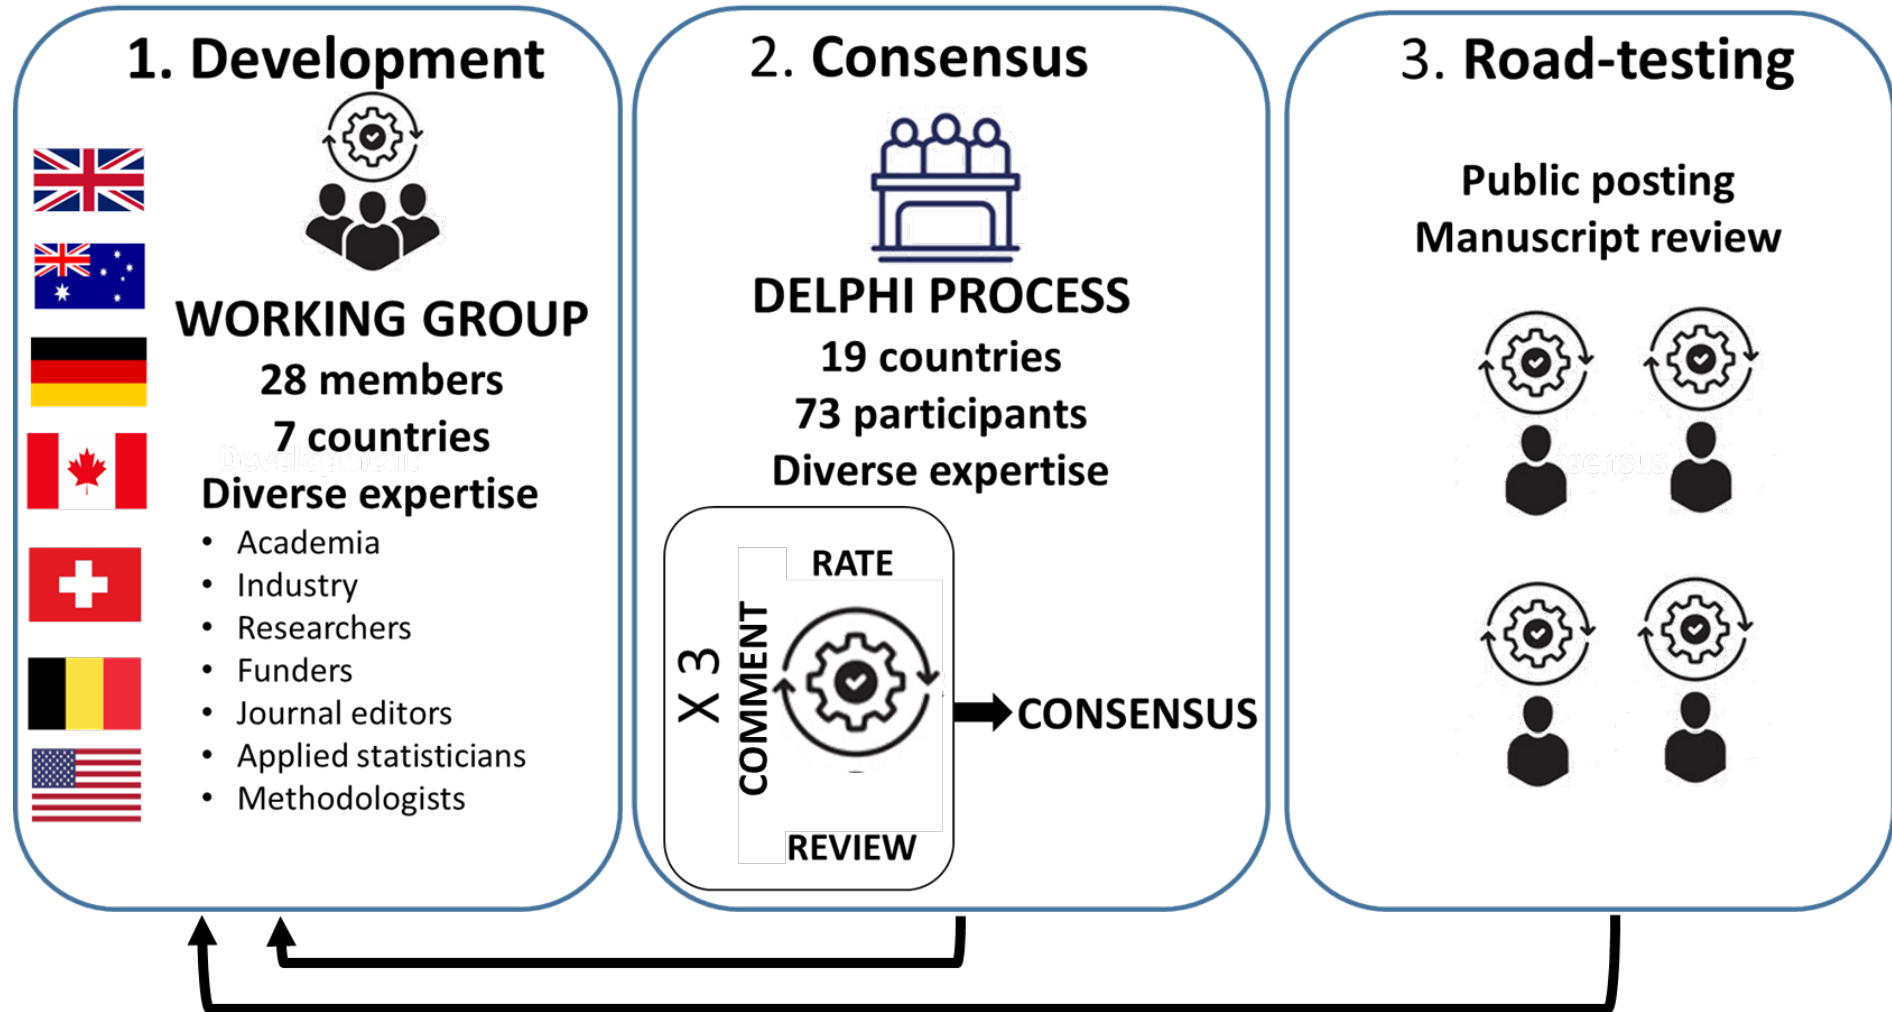 1. Development
WORKING GROUP
28 members
7 countries
Development
Diverse expertise
• Academia
• Industry
• Researchers
• Funders
• Journal editors
• Applied statisticians
• Methodologists
2. Consensus
DELPHI PROCESS
19 countries
73 participants
Diverse expertise
X 3
COMMENT
RATE
REVIEW
CONSENSUS
3. Road-testing
Public posting
Manuscript review